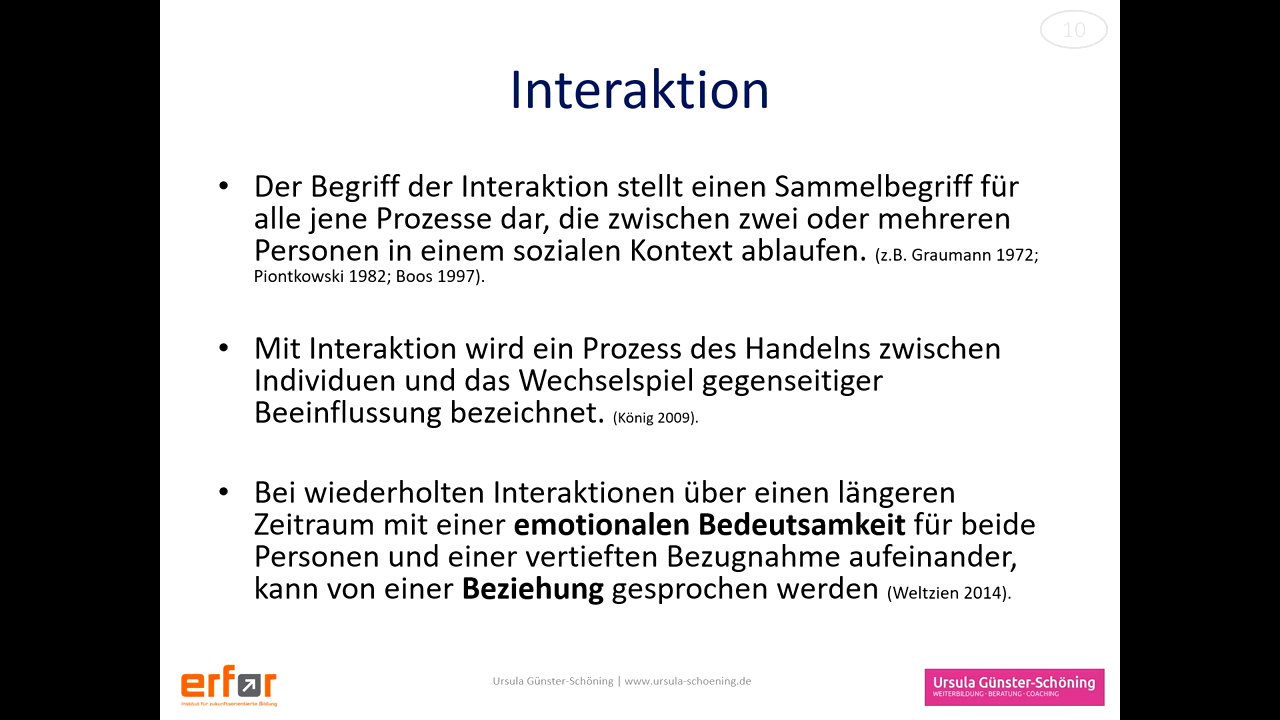 10
Interaktion
• Der Begriff der Interaktion stellt einen Sammelbegriff für
alle jene Prozesse dar, die zwischen zwei oder mehreren
Personen in einem sozialen Kontext ablaufen. (z.B. Graumann 1972;
Piontkowski 1982; Boos 1997).
• Mit Interaktion wird ein Prozess des Handelns zwischen
Individuen und das Wechselspiel gegenseitiger
Beeinflussung bezeichnet. (König 2009).
• Bei wiederholten Interaktionen über einen längeren
Zeitraum mit einer emotionalen Bedeutsamkeit für beide
Personen und einer vertieften Bezugnahme aufeinander,
kann von einer Beziehung gesprochen werden (Weltzien 2014).
erfor
Institut für zukunftsorientierte Bildung
Ursula Günster-Schöning | www.ursula-schoening.de
Ursula Günster-Schöning
WEITERBILDUNG · BERATUNG · COACHING